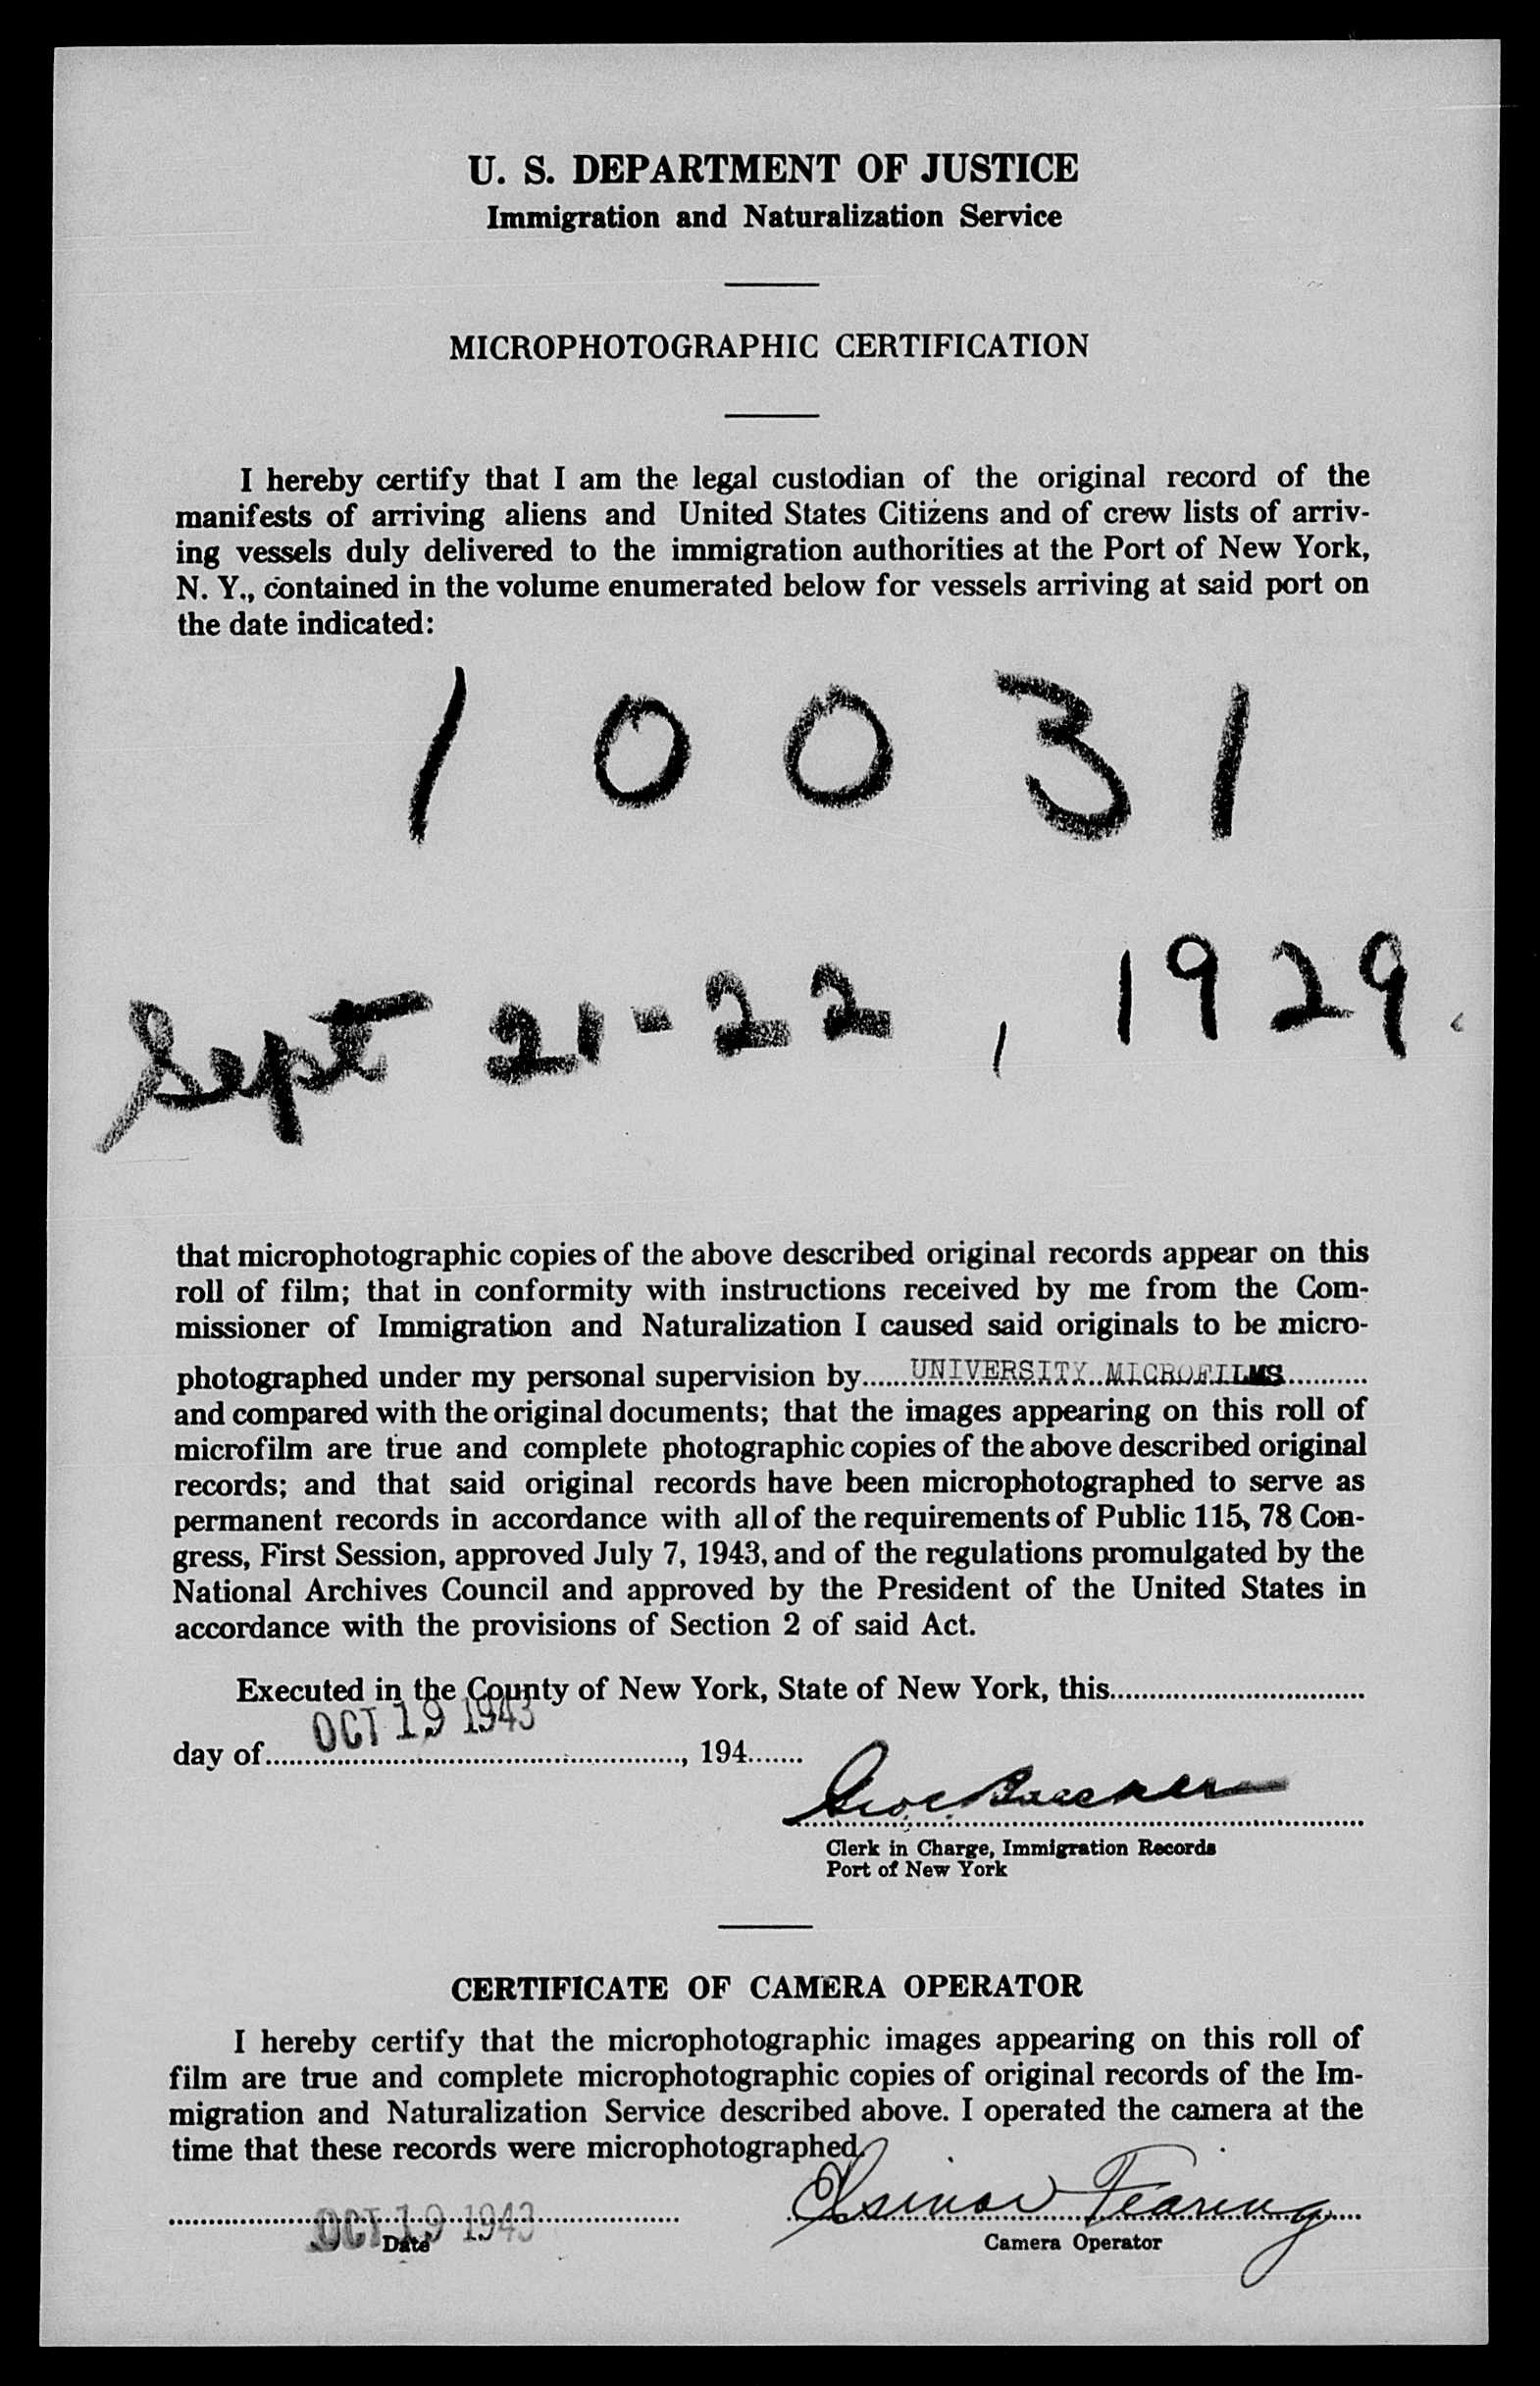 U. S. DEPARTMENT OF JUSTICE
Immigration and Naturalization Service
MICROPHOTOGRAPHIC CERTIFICATION
I hereby certify that I am the legal custodian of the original record of the
manifests of arriving aliens and United States Citizens and of crew lists of arriv-
ing vessels duly delivered to the immigration authorities at the Port of New York,
N. Y., contained in the volume enumerated below for vessels arriving at said port on
the date indicated:
1 0 0 3 1
Sept 21-22, 1929.
that microphotographic copies of the above described original records appear on this
roll of film; that in conformity with instructions received by me from the Com-
missioner of Immigration and Naturalization I caused said originals to be micro-
photographed under my personal supervision by......UNIVERSITY MICROFILMS...........
and compared with the original documents; that the images appearing on this roll of
microfilm are true and complete photographic copies of the above described original
records; and that said original records have been microphotographed to serve as
permanent records in accordance with all of the requirements of Public 115, 78 Con-
gress, First Session, approved July 7, 1943, and of the regulations promulgated by the
National Archives Council and approved by the President of the United States in
accordance with the provisions of Section 2 of said Act.
Executed in the County of New York, State of New York, this
OCT 19 1943
day of, 194
Clerk in Charge, Immigration Records
Port of New York
CERTIFICATE OF CAMERA OPERATOR
I hereby certify that the microphotographic images appearing on this roll of
film are true and complete microphotographic copies of original records of the Im-
migration and Naturalization Service described above. I operated the camera at the
time that these records were microphotographed.
OCT 19 1943 Fearing
Date Camera Operator